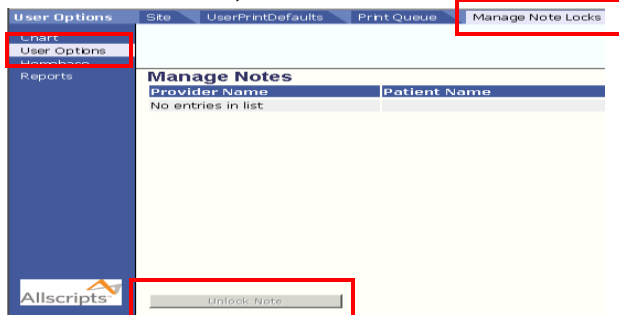 User Options
Site UserPrintDefaults Print Queue Manage Note Locks
Chart
User Options
Homebase
Reports
Manage Notes
Provider Name Patient Name
No entries in list
Allscripts
Unlock Note